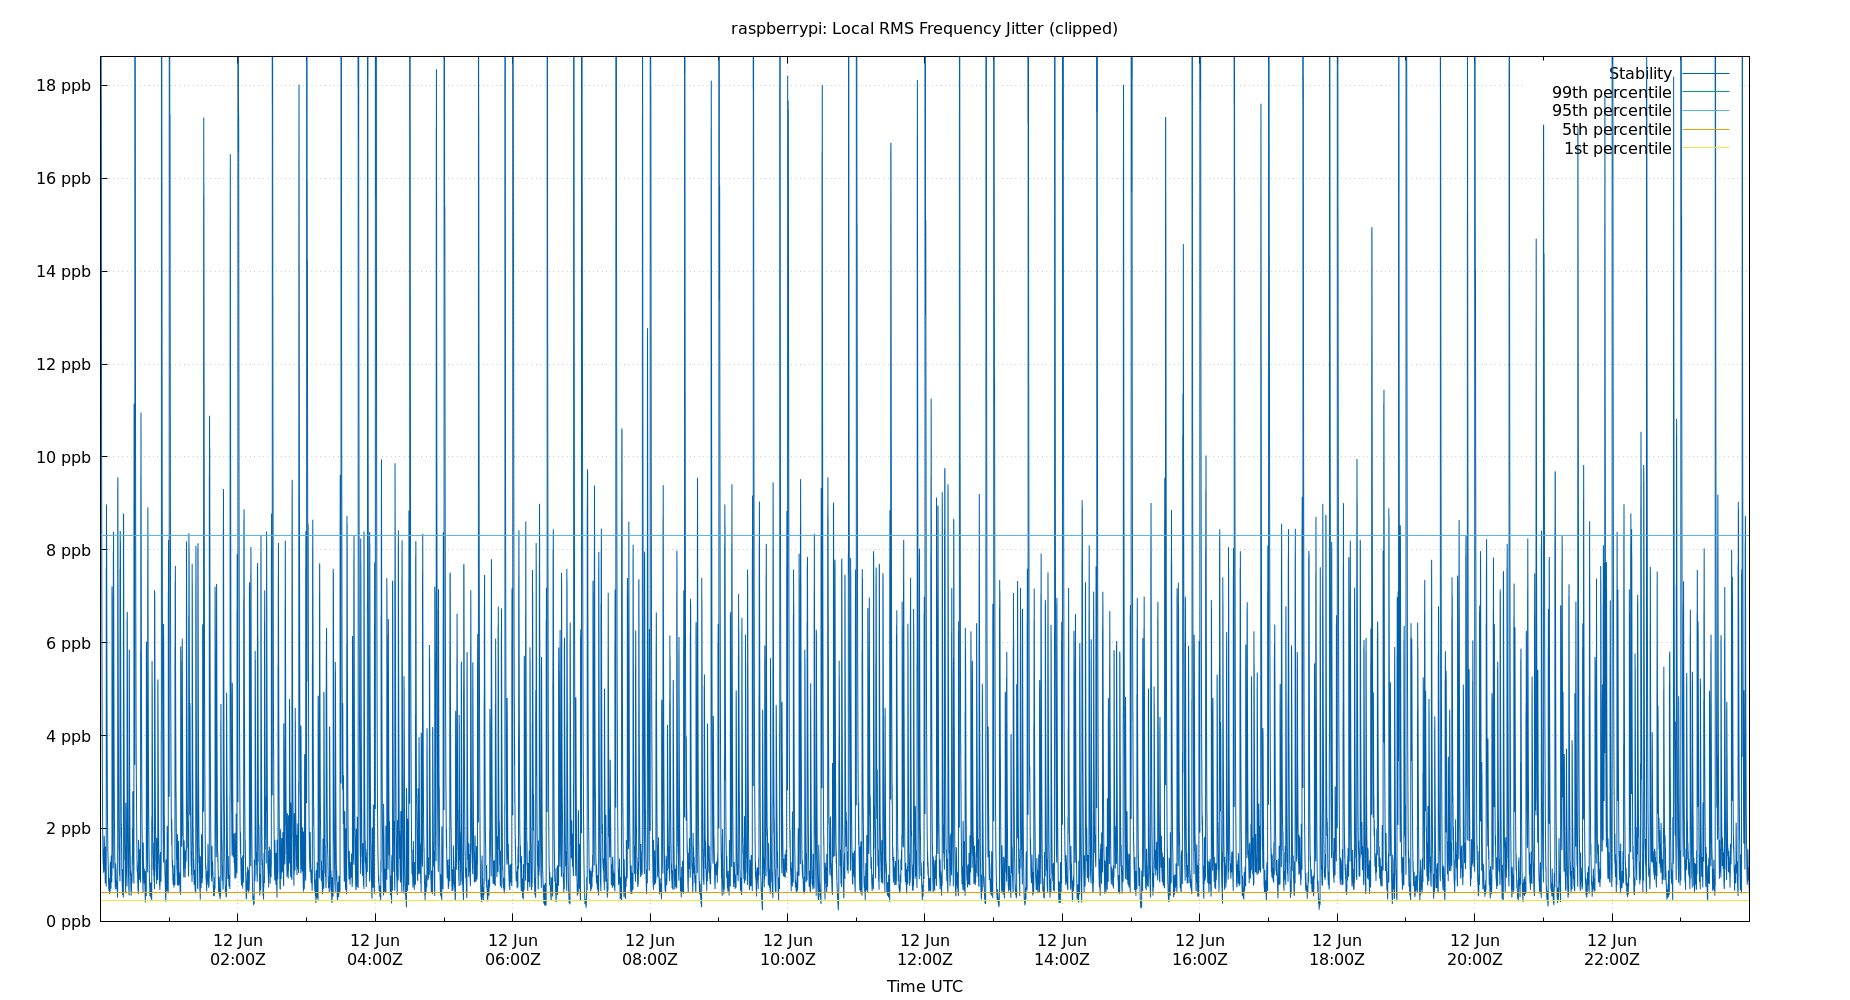 raspberrypi: Local RMS Frequency Jitter (clipped)
18 ppb
16 ppb
14 ppb
12 ppb
10 ppb
8 ppb
6 ppb
4 ppb
2 ppb
0 ppb
Stability
99th percentile
95th percentile
5th percentile
1st percentile
12 Jun 12 Jun 12 Jun 12 Jun 12 Jun 12 Jun 12 Jun 12 Jun 12 Jun 12 Jun 12 Jun
02:00Z 04:00Z 06:00Z 08:00Z 10:00Z 12:00Z 14:00Z 16:00Z 18:00Z 20:00Z 22:00Z
Time UTC